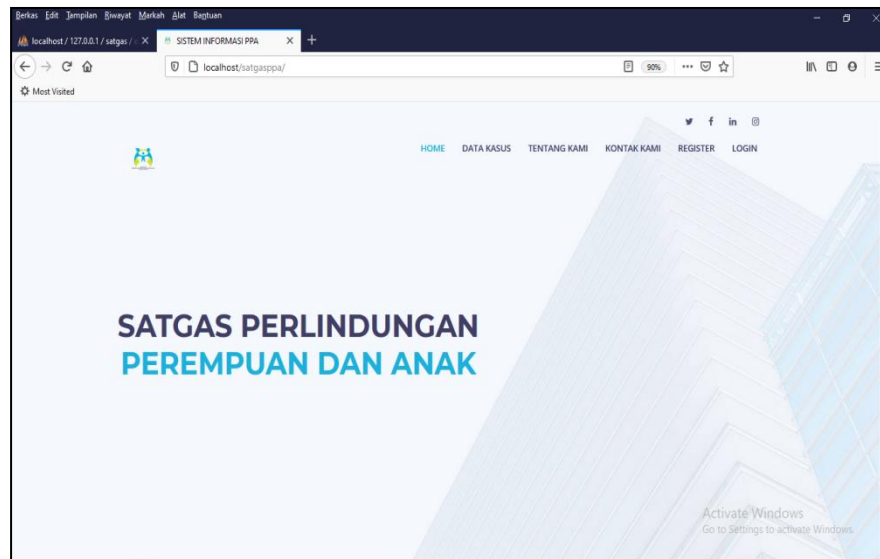 Berkas Edit Tampilan Riwayat Markah Alat Bantuan
localhost / 127.0.0.1 / satgas /
SISTEM INFORMASI PPA
localhost/satgasppa/
90%
Most Visited
HOME DATA KASUS TENTANG KAMI KONTAK KAMI REGISTER LOGIN
SATGAS PERLINDUNGAN
PEREMPUAN DAN ANAK
Activate Windows
Go to Settings to activate Windows.